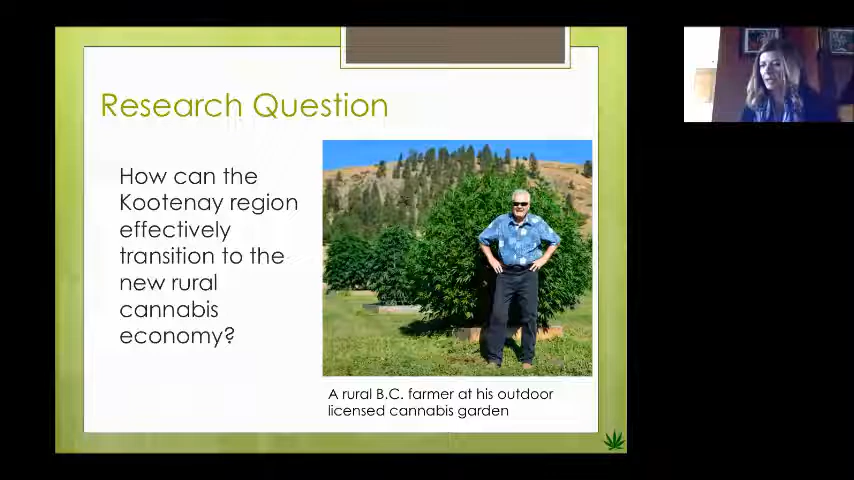 Research Question
How can the
Kootenay region
effectively
transition to the
new rural
cannabis
economy?
A rural B.C. farmer at his outdoor
licensed cannabis garden